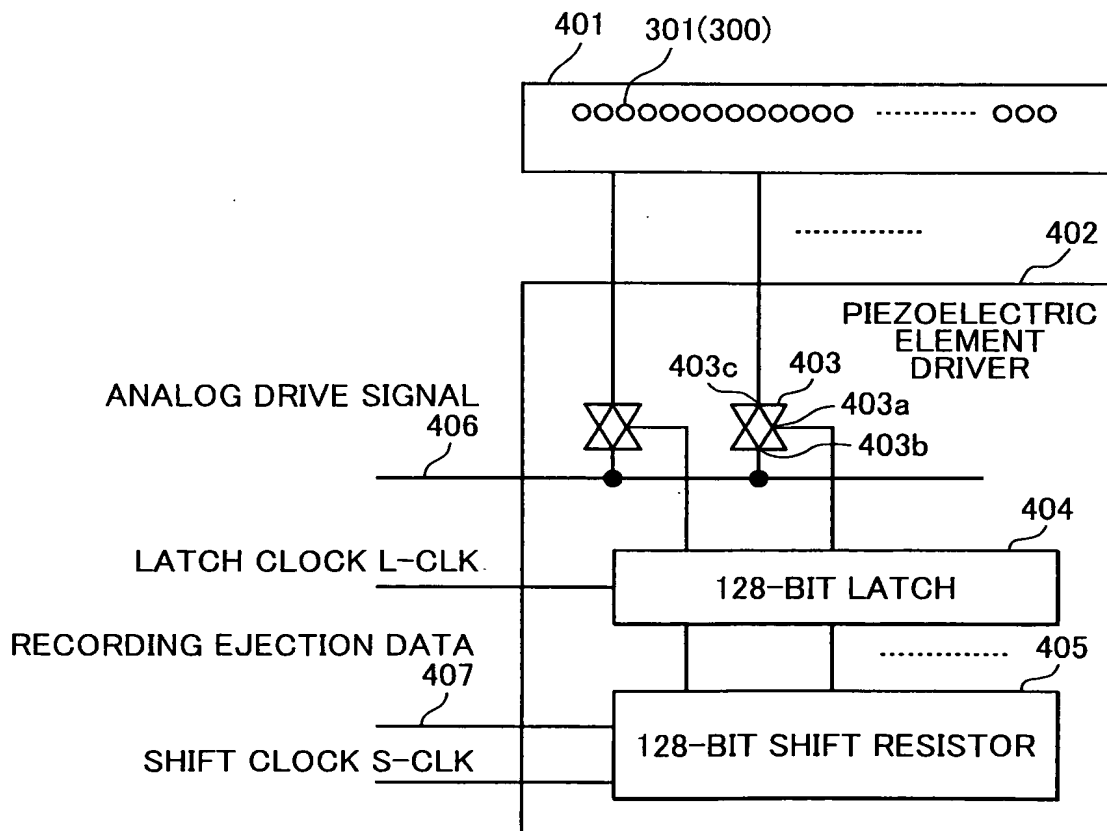 401
301(300)
402
PIEZOELECTRIC
ELEMENT
DRIVER
403c
403
403a
403b
ANALOG DRIVE SIGNAL
406
404
LATCH CLOCK L-CLK
128-BIT LATCH
RECORDING EJECTION DATA
407
405
128-BIT SHIFT RESISTOR
SHIFT CLOCK S-CLK